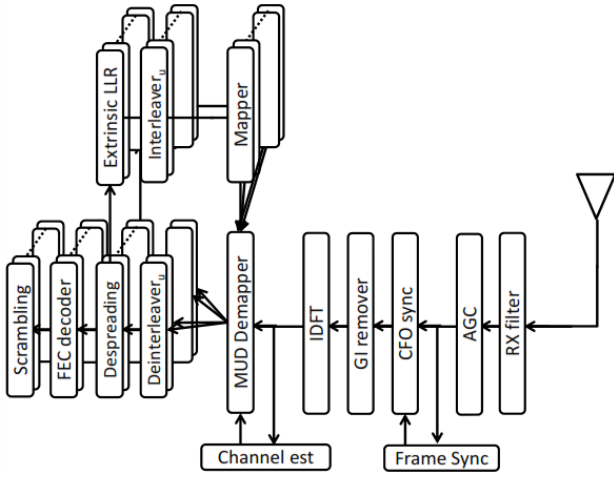 Extrinsic LLR
Interleaver_u
Mapper
Scrambling
FEC decoder
Despreading
Deinterleaver_u
MUD Demapper
IDFT
GI remover
CFO sync
AGC
RX filter
Channel est
Frame Sync